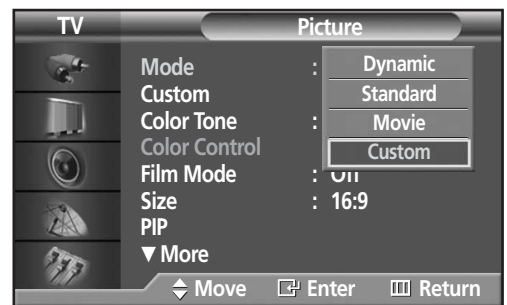 TV Picture
Mode : Dynamic
Custom Standard
Color Tone : Movie
Color Control Custom
Film Mode : Off
Size : 16:9
PIP
▼ More
Move Enter Return